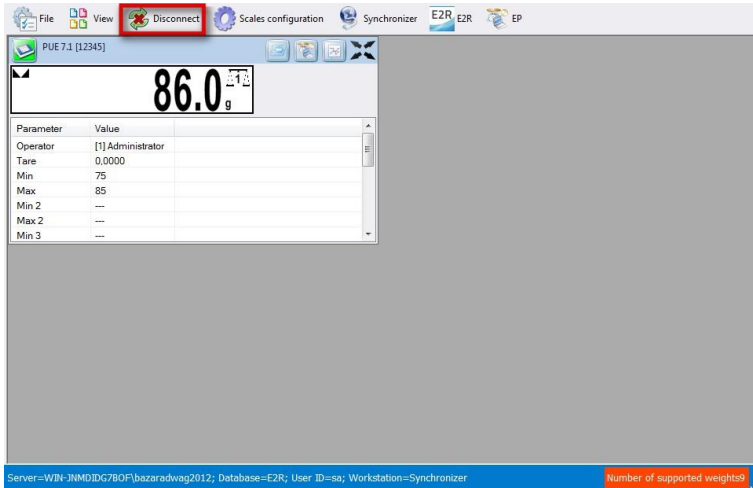 File View Disconnect Scales configuration Synchronizer E2R E2R EP
PUE 7.1 [12345]
86.0 g 1
Parameter Value
Operator [1] Administrator
Tare 0,0000
Min 75
Max 85
Min 2 ---
Max 2 ---
Min 3 ---
Server=WIN-JNMDIDG7BOF\bazaradwag2012; Database=E2R; User ID=sa; Workstation=Synchronizer Number of supported weights9